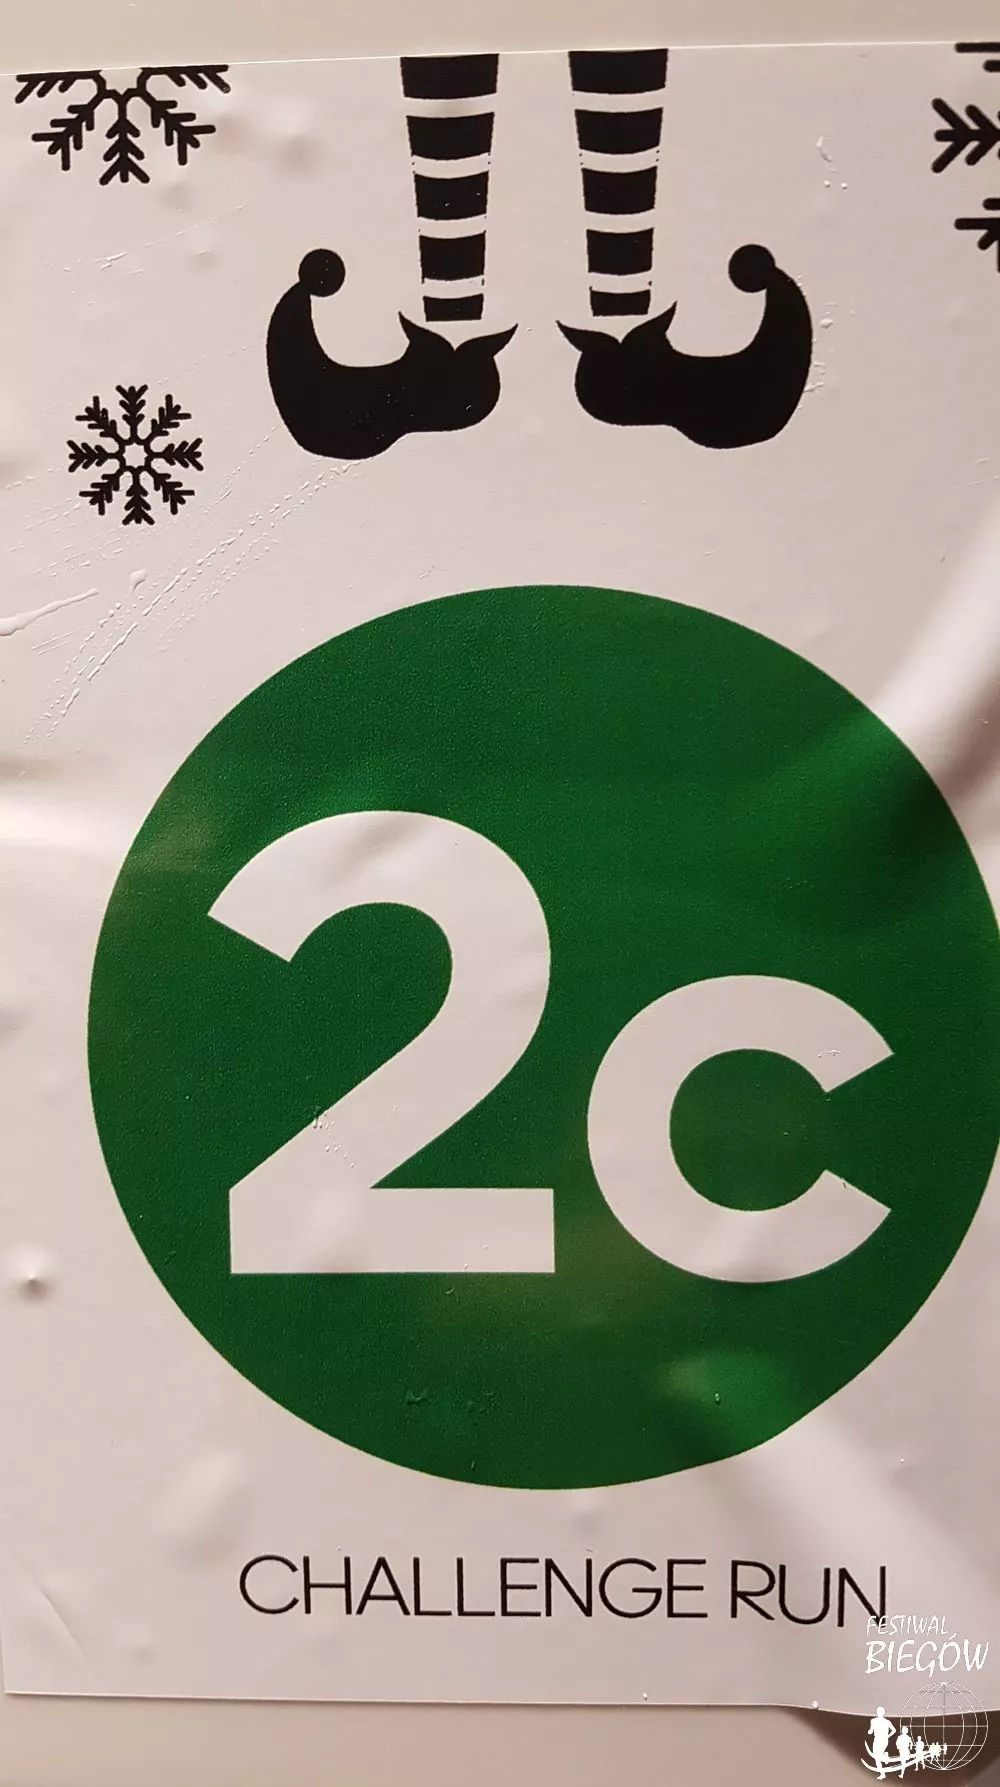 2c
CHALLENGE RUN
FESTIWAL
BIEGÓW